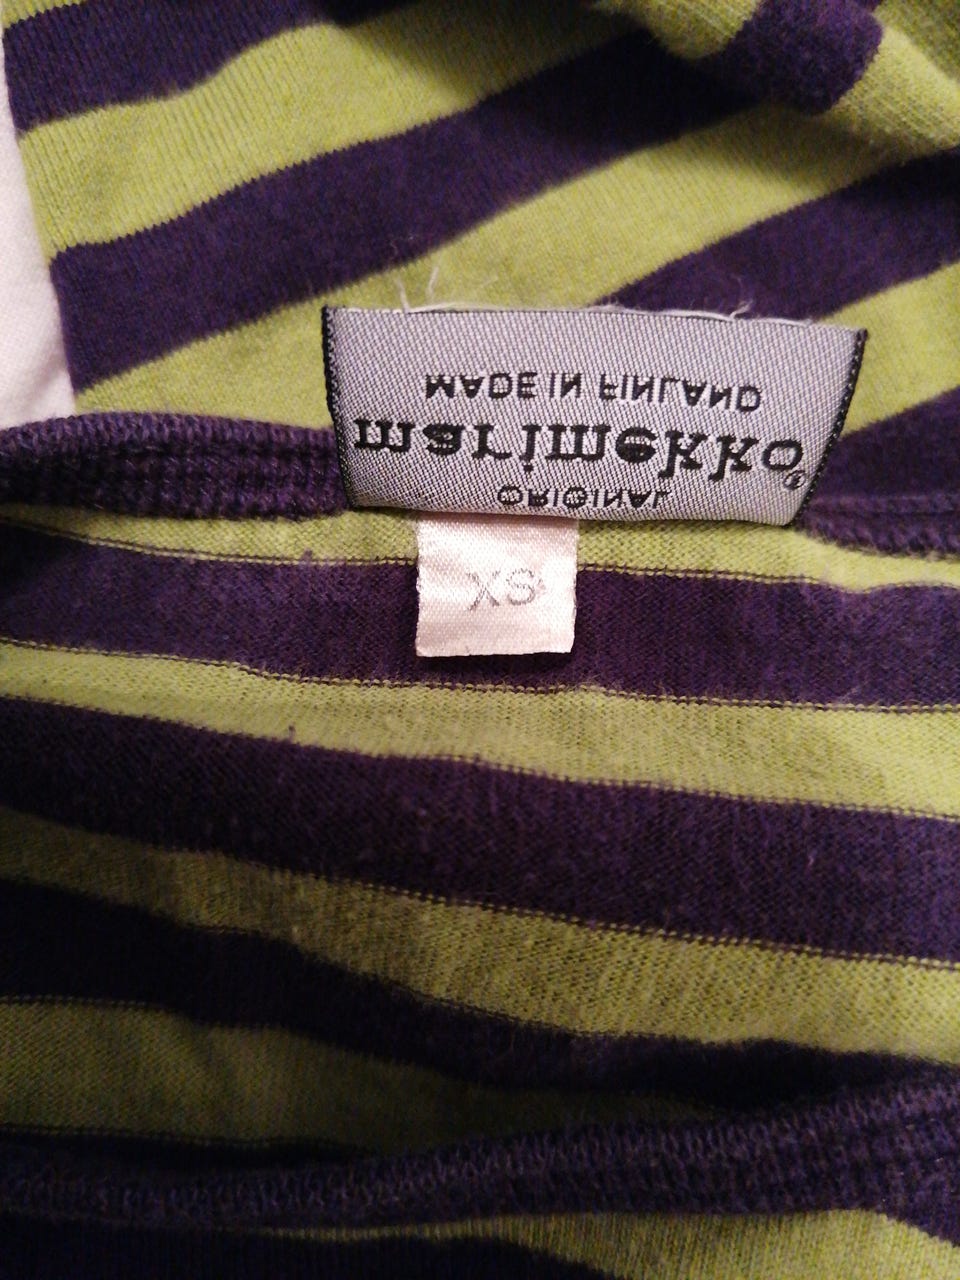 ORIGINAL
marimekko®
MADE IN FINLAND
XS